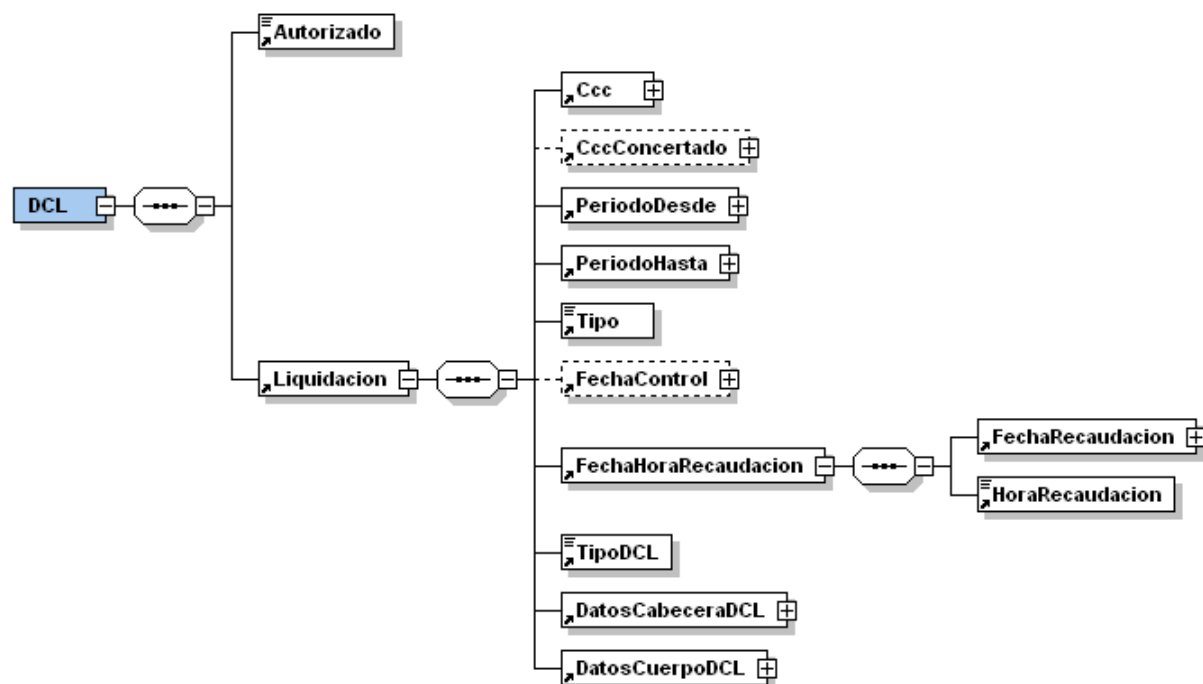 Autorizado
Ccc
CccConcertado
DCL
PeriodoDesde
PeriodoHasta
Tipo
Liquidacion
FechaControl
FechaRecaudacion
FechaHoraRecaudacion
HoraRecaudacion
TipoDCL
DatosCabeceraDCL
DatosCuerpoDCL